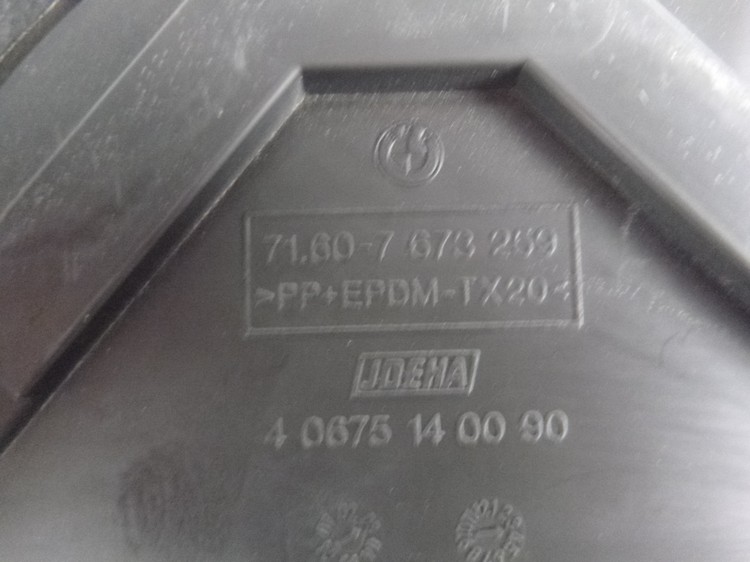 71.60-7 673 259
>PP+EPDM-TX20<
JDEHA
4 0675 14 00 90